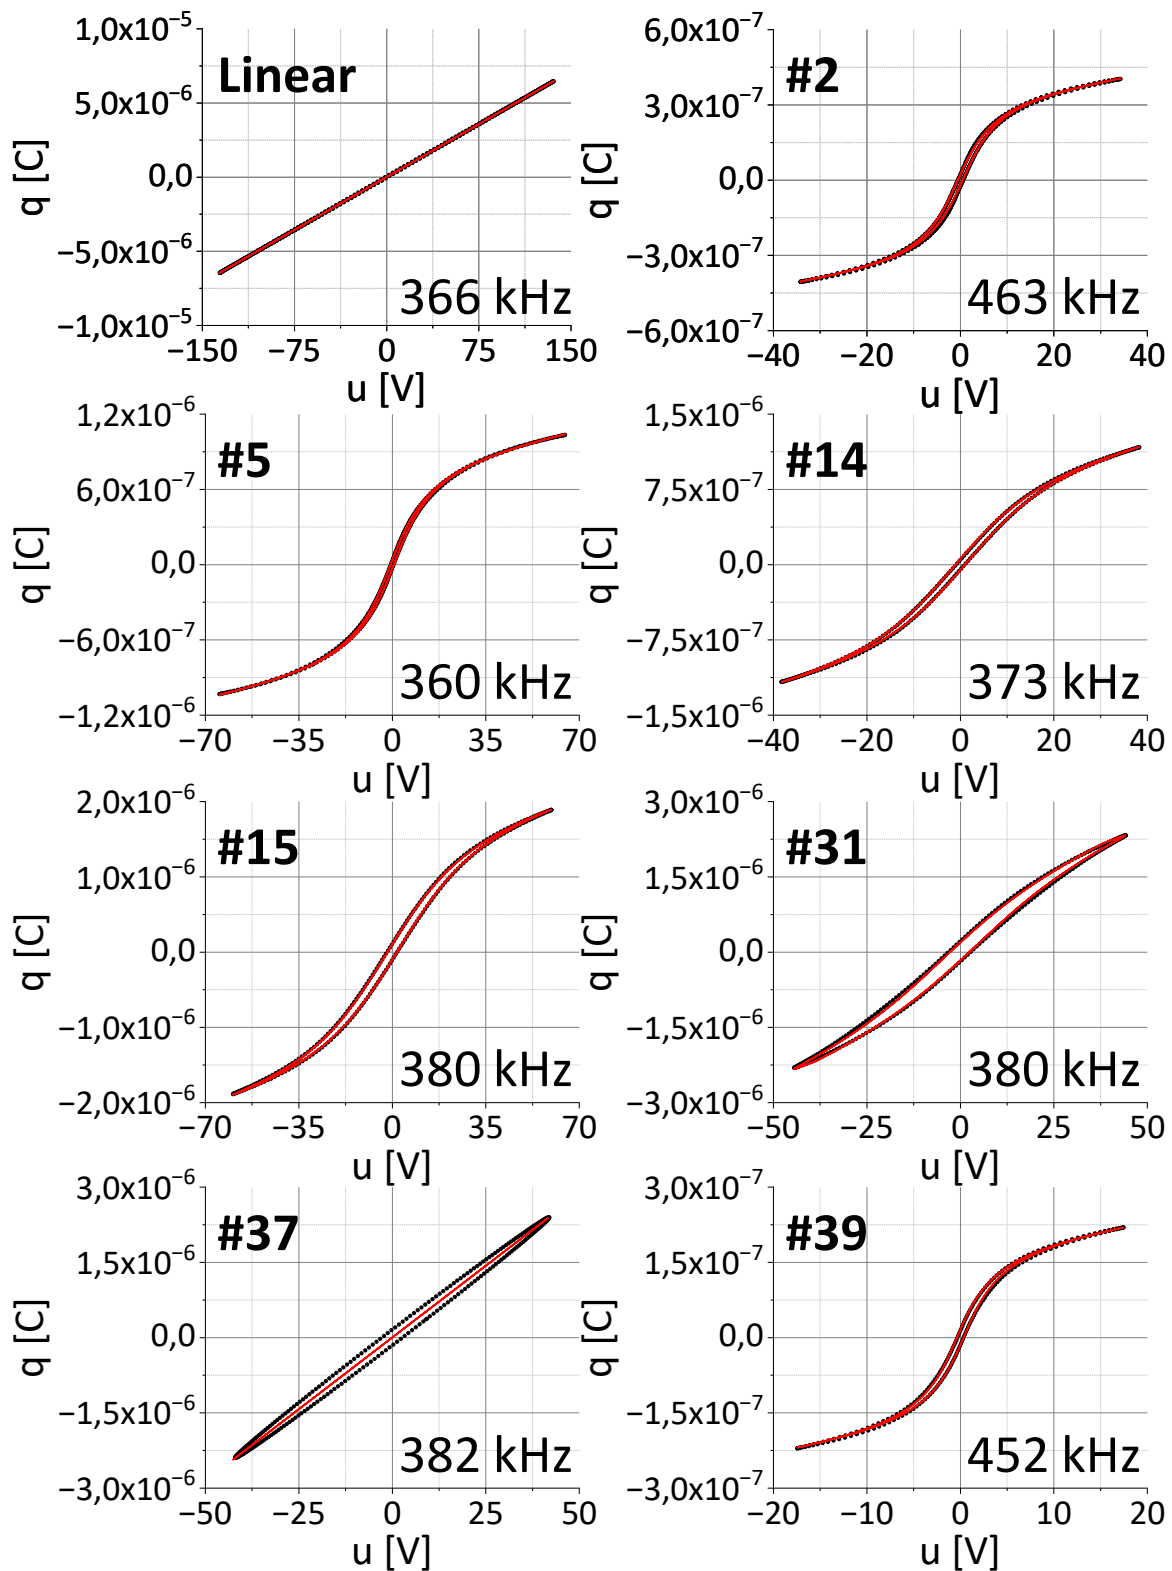 Linear
q [C]
1,0x10⁻⁵
5,0x10⁻⁶
0,0
−5,0x10⁻⁶
−1,0x10⁻⁵
366 kHz
−150 −75 0 75 150
u [V]
#2
q [C]
6,0x10⁻⁷
3,0x10⁻⁷
0,0
−3,0x10⁻⁷
−6,0x10⁻⁷
463 kHz
−40 −20 0 20 40
u [V]
#5
q [C]
1,2x10⁻⁶
6,0x10⁻⁷
0,0
−6,0x10⁻⁷
−1,2x10⁻⁶
360 kHz
−70 −35 0 35 70
u [V]
#14
q [C]
1,5x10⁻⁶
7,5x10⁻⁷
0,0
−7,5x10⁻⁷
−1,5x10⁻⁶
373 kHz
−40 −20 0 20 40
u [V]
#15
q [C]
2,0x10⁻⁶
1,0x10⁻⁶
0,0
−1,0x10⁻⁶
−2,0x10⁻⁶
380 kHz
−70 −35 0 35 70
u [V]
#31
q [C]
3,0x10⁻⁶
1,5x10⁻⁶
0,0
−1,5x10⁻⁶
−3,0x10⁻⁶
380 kHz
−50 −25 0 25 50
u [V]
#37
q [C]
3,0x10⁻⁶
1,5x10⁻⁶
0,0
−1,5x10⁻⁶
−3,0x10⁻⁶
382 kHz
−50 −25 0 25 50
u [V]
#39
q [C]
3,0x10⁻⁷
1,5x10⁻⁷
0,0
−1,5x10⁻⁷
−3,0x10⁻⁷
452 kHz
−20 −10 0 10 20
u [V]